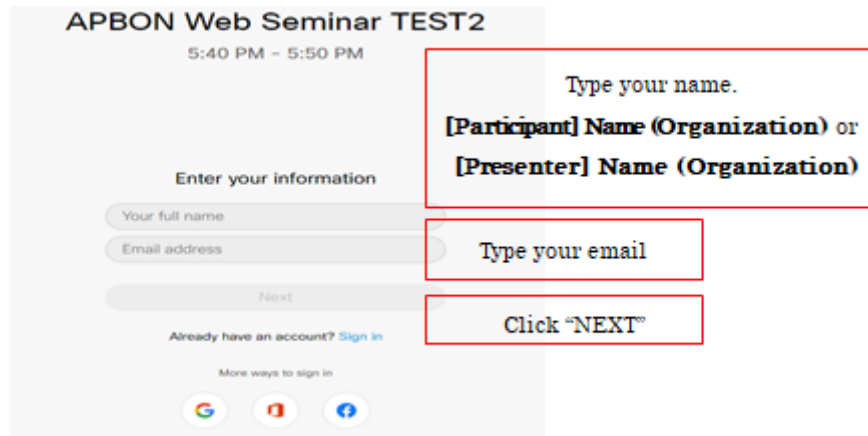 APBON Web Seminar TEST2
5:40 PM - 5:50 PM
Type your name.
[Participant] Name (Organization) or
[Presenter] Name (Organization)
Enter your information
Your full name
Email address
Type your email
Next
Click “NEXT”
Already have an account? Sign in
More ways to sign in